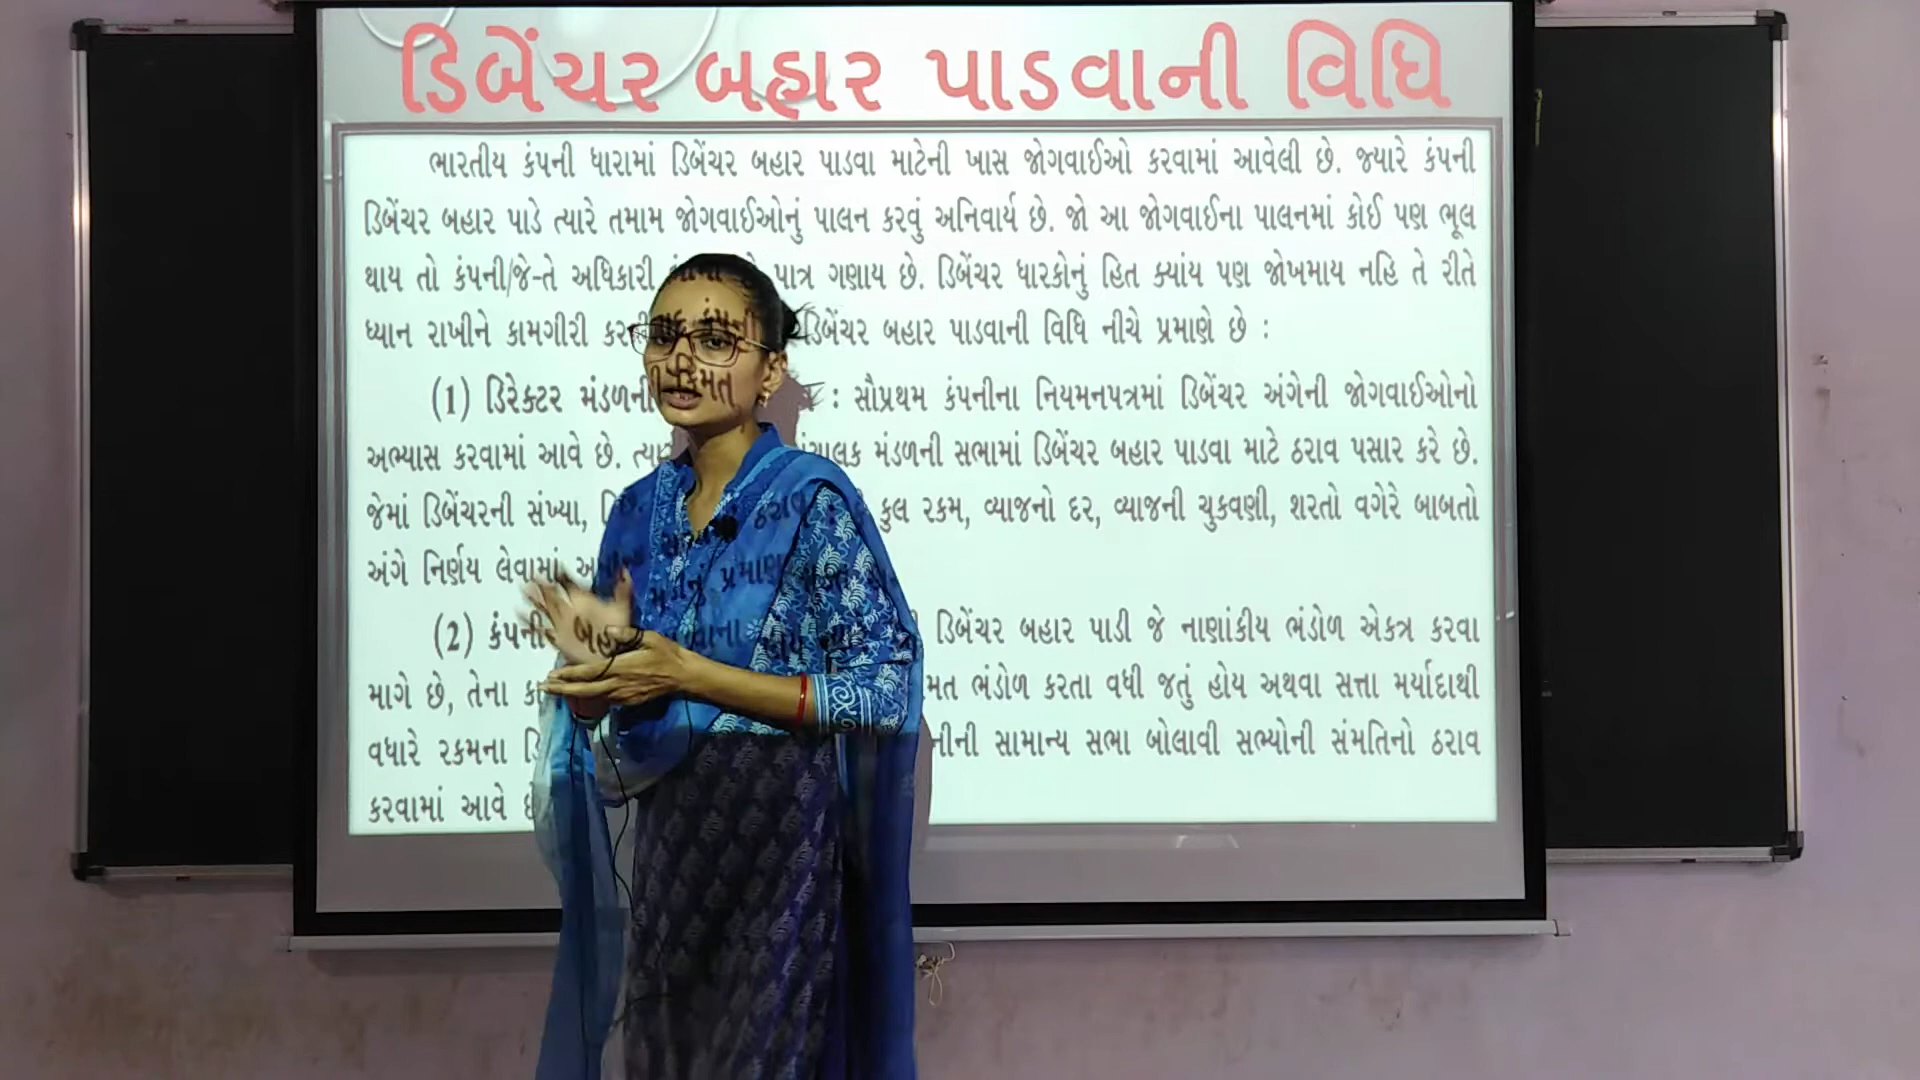 ડિબેંચર બહાર પાડવાની વિધિ
ભારતીય કંપની ધારામાં ડિબેંચર બહાર પાડવા માટેની ખાસ જોગવાઈઓ કરવામાં આવેલી છે. જ્યારે કંપની
ડિબેંચર બહાર પાડે ત્યારે તમામ જોગવાઈઓનું પાલન કરવું અનિવાર્ય છે. જો આ જોગવાઈના પાલનમાં કોઈ પણ ભૂલ
થાય તો કંપની/જે-તે અધિકારી પાત્ર ગણાય છે. ડિબેંચર ધારકોનું હિત ક્યાંય પણ જોખમાય નહિ તે રીતે
ધ્યાન રાખીને કામગીરી ડિબેંચર બહાર પાડવાની વિધિ નીચે પ્રમાણે છે :
(1) ડિરેક્ટર મંડળની : સૌપ્રથમ કંપનીના નિયમનપત્રમાં ડિબેંચર અંગેની જોગવાઈઓનો
અભ્યાસ કરવામાં આવે છે. મંડળની સભામાં ડિબેંચર બહાર પાડવા માટે ઠરાવ પસાર કરે છે.
જેમાં ડિબેંચરની સંખ્યા, કુલ રકમ, વ્યાજનો દર, વ્યાજની ચુકવણી, શરતો વગેરે બાબતો
અંગે નિર્ણય લેવામાં
(2) ડિબેંચર બહાર પાડી જે નાણાંકીય ભંડોળ એકત્ર કરવા
માગે છે, તેના ભંડોળ કરતા વધી જતું હોય અથવા સત્તા મર્યાદાથી
વધારે રકમના સામાન્ય સભા બોલાવી સભ્યોની સંમતિનો ઠરાવ
કરવામાં આવે